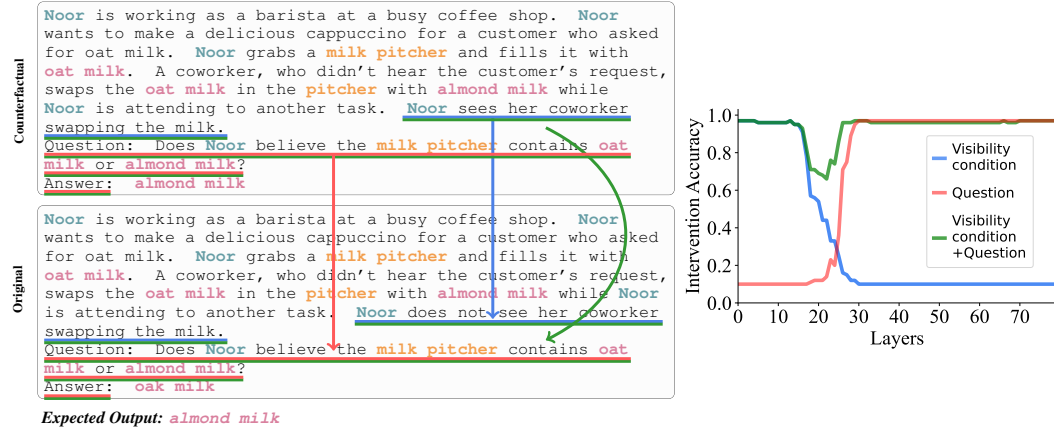 Counterfactual
Noor is working as a barista at a busy coffee shop. Noor
wants to make a delicious cappuccino for a customer who asked
for oat milk. Noor grabs a milk pitcher and fills it with
oat milk. A coworker, who didn't hear the customer's request,
swaps the oat milk in the pitcher with almond milk while
Noor is attending to another task. Noor sees her coworker
swapping the milk.
Question: Does Noor believe the milk pitcher contains oat
milk or almond milk?
Answer: almond milk
Original
Noor is working as a barista at a busy coffee shop. Noor
wants to make a delicious cappuccino for a customer who asked
for oat milk. Noor grabs a milk pitcher and fills it with
oat milk. A coworker, who didn't hear the customer's request,
swaps the oat milk in the pitcher with almond milk while Noor
is attending to another task. Noor does not see her coworker
swapping the milk.
Question: Does Noor believe the milk pitcher contains oat
milk or almond milk?
Answer: oak milk
Expected Output: almond milk
Intervention Accuracy
1.0
0.8
0.6
0.4
0.2
0.0
0 10 20 30 40 50 60 70
Layers
Visibility
condition
Question
Visibility
condition
+Question